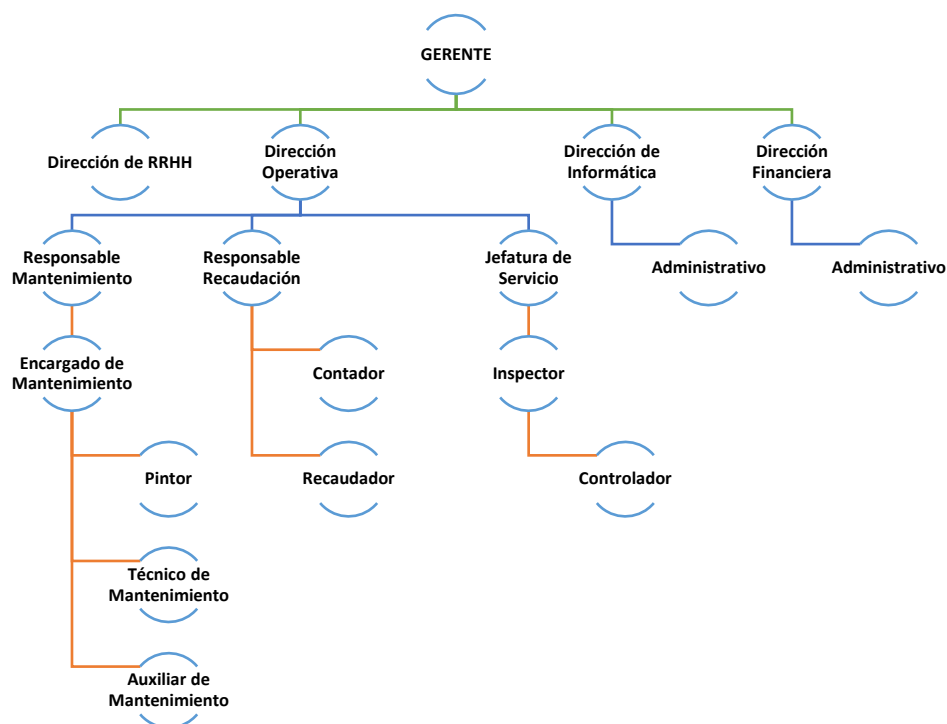 GERENTE
Dirección de RRHH
Dirección
Operativa
Dirección de
Informática
Dirección
Financiera
Responsable
Mantenimiento
Responsable
Recaudación
Jefatura de
Servicio
Administrativo
Administrativo
Encargado de
Mantenimiento
Contador
Inspector
Pintor
Recaudador
Controlador
Técnico de
Mantenimiento
Auxiliar de
Mantenimiento